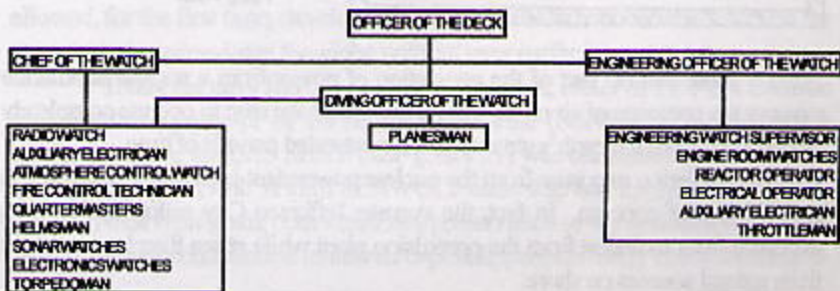 OFFICER OF THE DECK
CHIEF OF THE WATCH
ENGINEERING OFFICER OF THE WATCH
DIVING OFFICER OF THE WATCH
PLANESMAN
RADIO WATCH
AUXILIARY ELECTRICIAN
ATMOSPHERE CONTROL WATCH
FIRE CONTROL TECHNICIAN
QUARTERMASTERS
HELMSMAN
SONAR WATCHES
ELECTRONICS WATCHES
TORPEDOMAN
ENGINEERING WATCH SUPERVISOR
ENGINE ROOM WATCHES
REACTOR OPERATOR
ELECTRICAL OPERATOR
AUXILIARY ELECTRICIAN
THROTTLEMAN